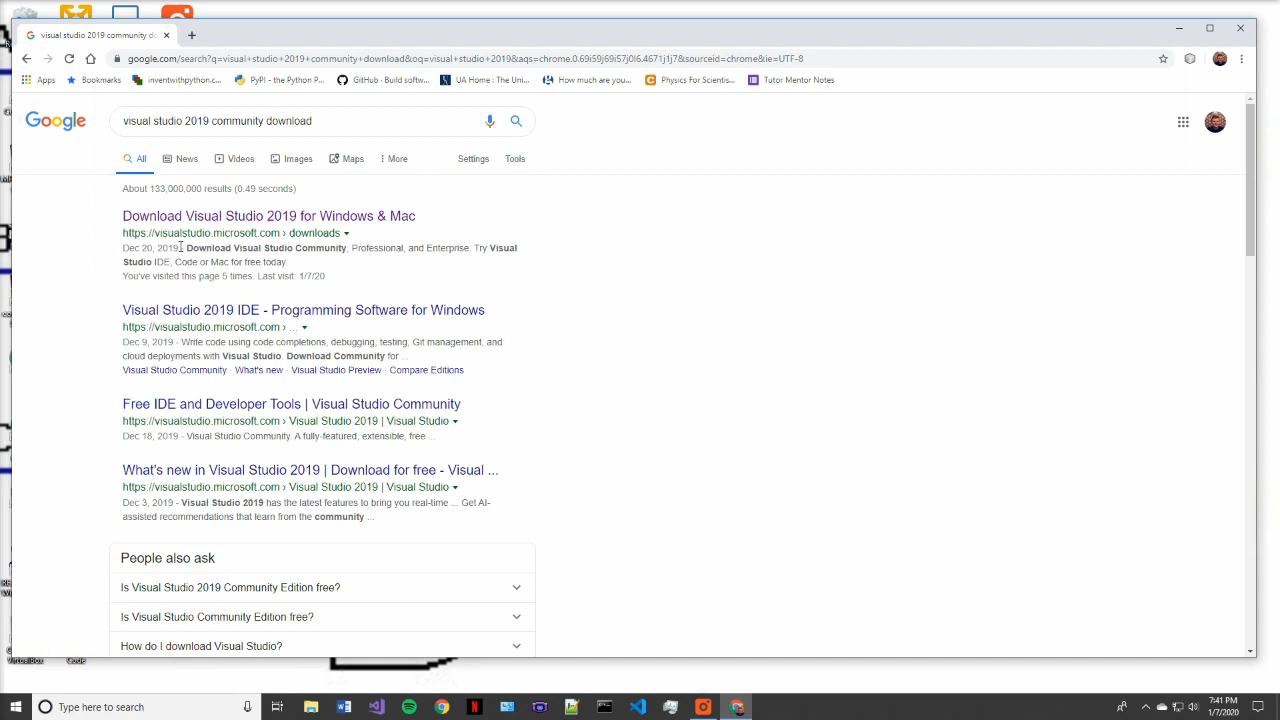 visual studio 2019 community do
google.com/search?q=visual+studio+2019+community+download&oq=visual+studio+2019&aqs=chrome.0.69i59j69i57j0l6.4671j1j7&sourceid=chrome&ie=UTF-8
Apps Bookmarks inventwithpython.c... PyPI - the Python P... GitHub · Build softw... UA Home : The Uni... How much are you... Physics For Scientis... Tutor Mentor Notes
Google
visual studio 2019 community download
All News Videos Images Maps More Settings Tools
About 133,000,000 results (0.49 seconds)
Download Visual Studio 2019 for Windows & Mac
https://visualstudio.microsoft.com › downloads
Dec 20, 2019 Download Visual Studio Community, Professional, and Enterprise. Try Visual
Studio IDE, Code or Mac for free today.
You've visited this page 5 times. Last visit: 1/7/20
Visual Studio 2019 IDE - Programming Software for Windows
https://visualstudio.microsoft.com › ...
Dec 9, 2019 - Write code using code completions, debugging, testing, Git management, and
cloud deployments with Visual Studio. Download Community for ...
Visual Studio Community · What's new · Visual Studio Preview · Compare Editions
Free IDE and Developer Tools | Visual Studio Community
https://visualstudio.microsoft.com › Visual Studio 2019 | Visual Studio
Dec 18, 2019 - Visual Studio Community. A fully-featured, extensible, free ...
What's new in Visual Studio 2019 | Download for free - Visual ...
https://visualstudio.microsoft.com › Visual Studio 2019 | Visual Studio
Dec 3, 2019 - Visual Studio 2019 has the latest features to bring you real-time ... Get AI-
assisted recommendations that learn from the community ...
People also ask
Is Visual Studio 2019 Community Edition free?
Is Visual Studio Community Edition free?
How do I download Visual Studio?
VirtualBox Code
Type here to search
7:41 PM
1/7/2020